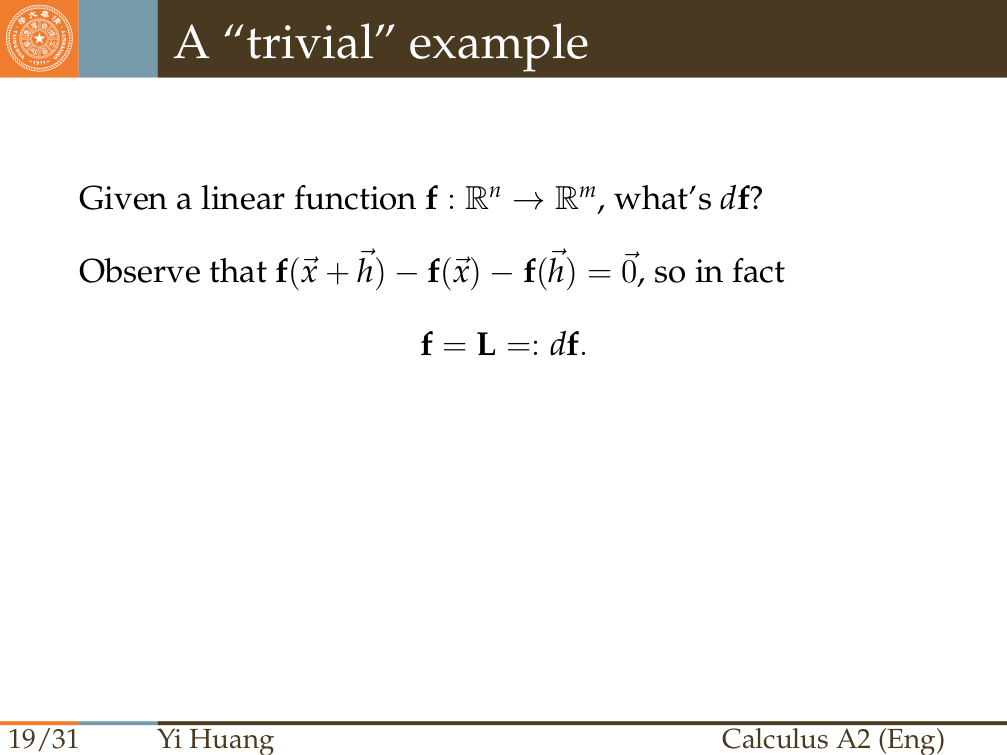 A “trivial” example
Given a linear function f : ℝⁿ → ℝᵐ, what’s df?
Observe that f(x⃗ + h⃗) − f(x⃗) − f(h⃗) = 0⃗, so in fact
f = L =: df.
19/31 Yi Huang Calculus A2 (Eng)